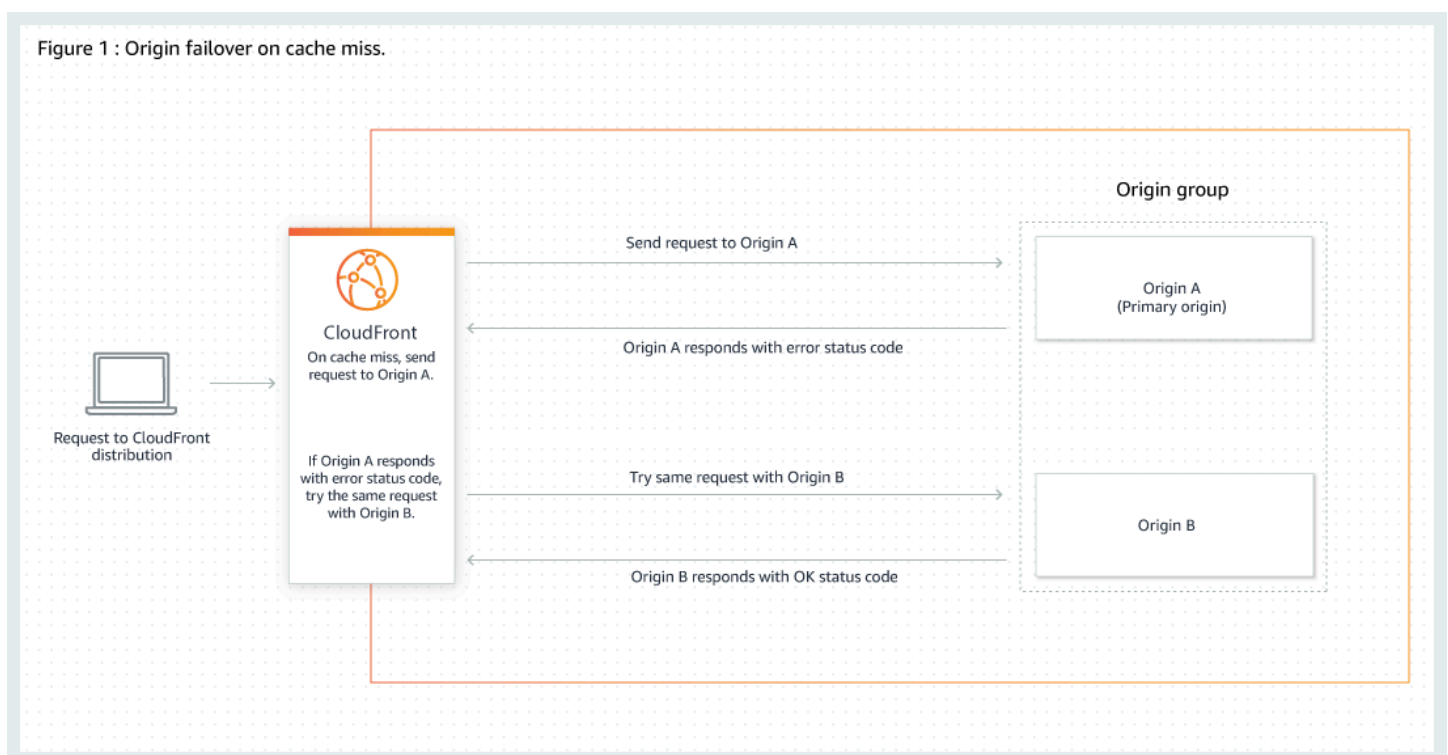 Figure 1 : Origin failover on cache miss.
Origin group
Send request to Origin A
Origin A
(Primary origin)
CloudFront
On cache miss, send
request to Origin A.
Origin A responds with error status code
Request to CloudFront
distribution
If Origin A responds
with error status code,
try the same request
with Origin B.
Try same request with Origin B
Origin B
Origin B responds with OK status code